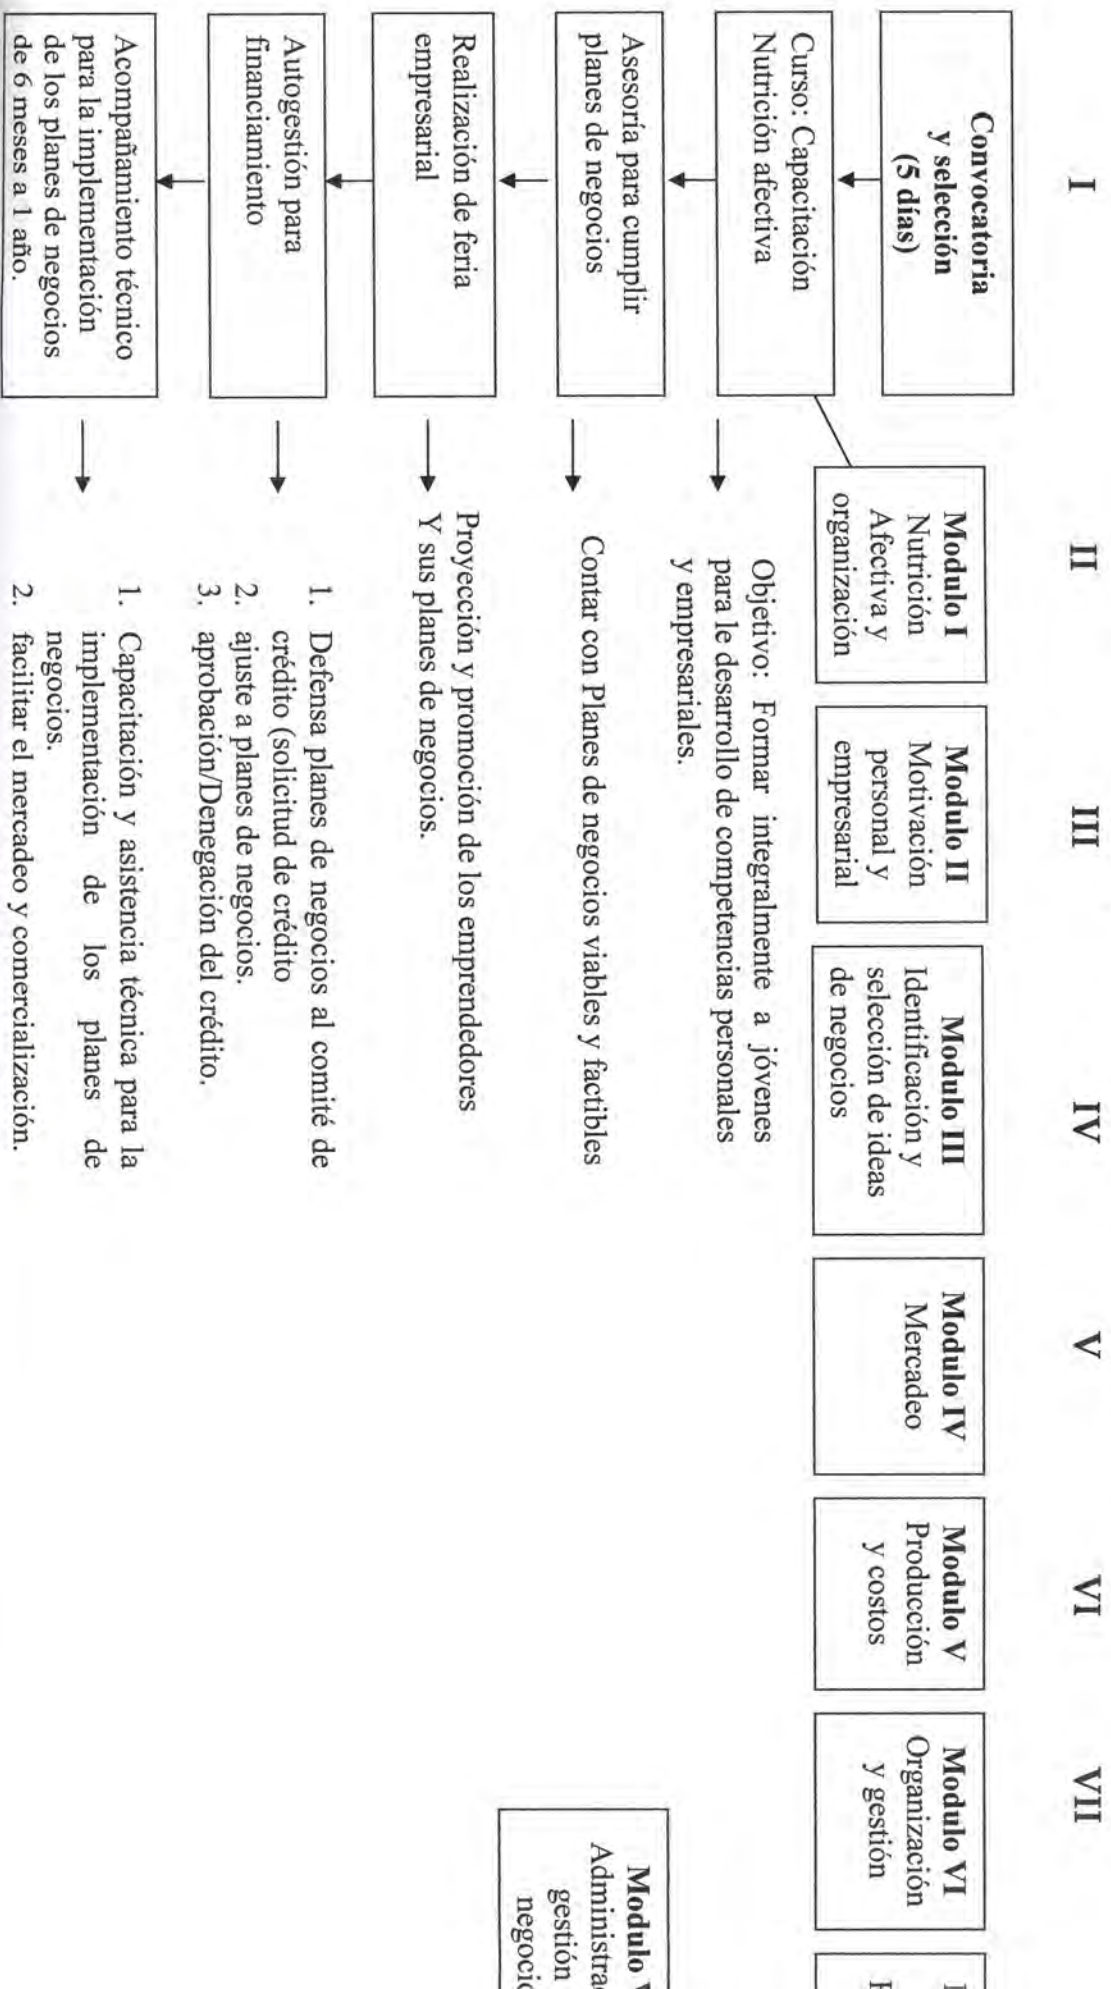 I
II
III
IV
V
VI
VII
Convocatoria
y selección
(5 días)
Curso: Capacitación
Nutrición afectiva
Asesoría para cumplir
planes de negocios
Realización de feria
empresarial
Autogestión para
financiamiento
Acompañamiento técnico
para la implementación
de los planes de negocios
de 6 meses a 1 año.
Modulo I
Nutrición
Afectiva y
organización
Modulo II
Motivación
personal y
empresarial
Modulo III
Identificación y
selección de ideas
de negocios
Modulo IV
Mercadeo
Modulo V
Producción
y costos
Modulo VI
Organización
y gestión
Objetivo: Formar integralmente a jóvenes
para le desarrollo de competencias personales
y empresariales.
Contar con Planes de negocios viables y factibles
Proyección y promoción de los emprendedores
Y sus planes de negocios.
1. Defensa planes de negocios al comité de
crédito (solicitud de crédito
2. ajuste a planes de negocios.
3. aprobación/Denegación del crédito.
1. Capacitación y asistencia técnica para la
implementación de los planes de
negocios.
2. facilitar el mercadeo y comercialización.
Modulo
gestión